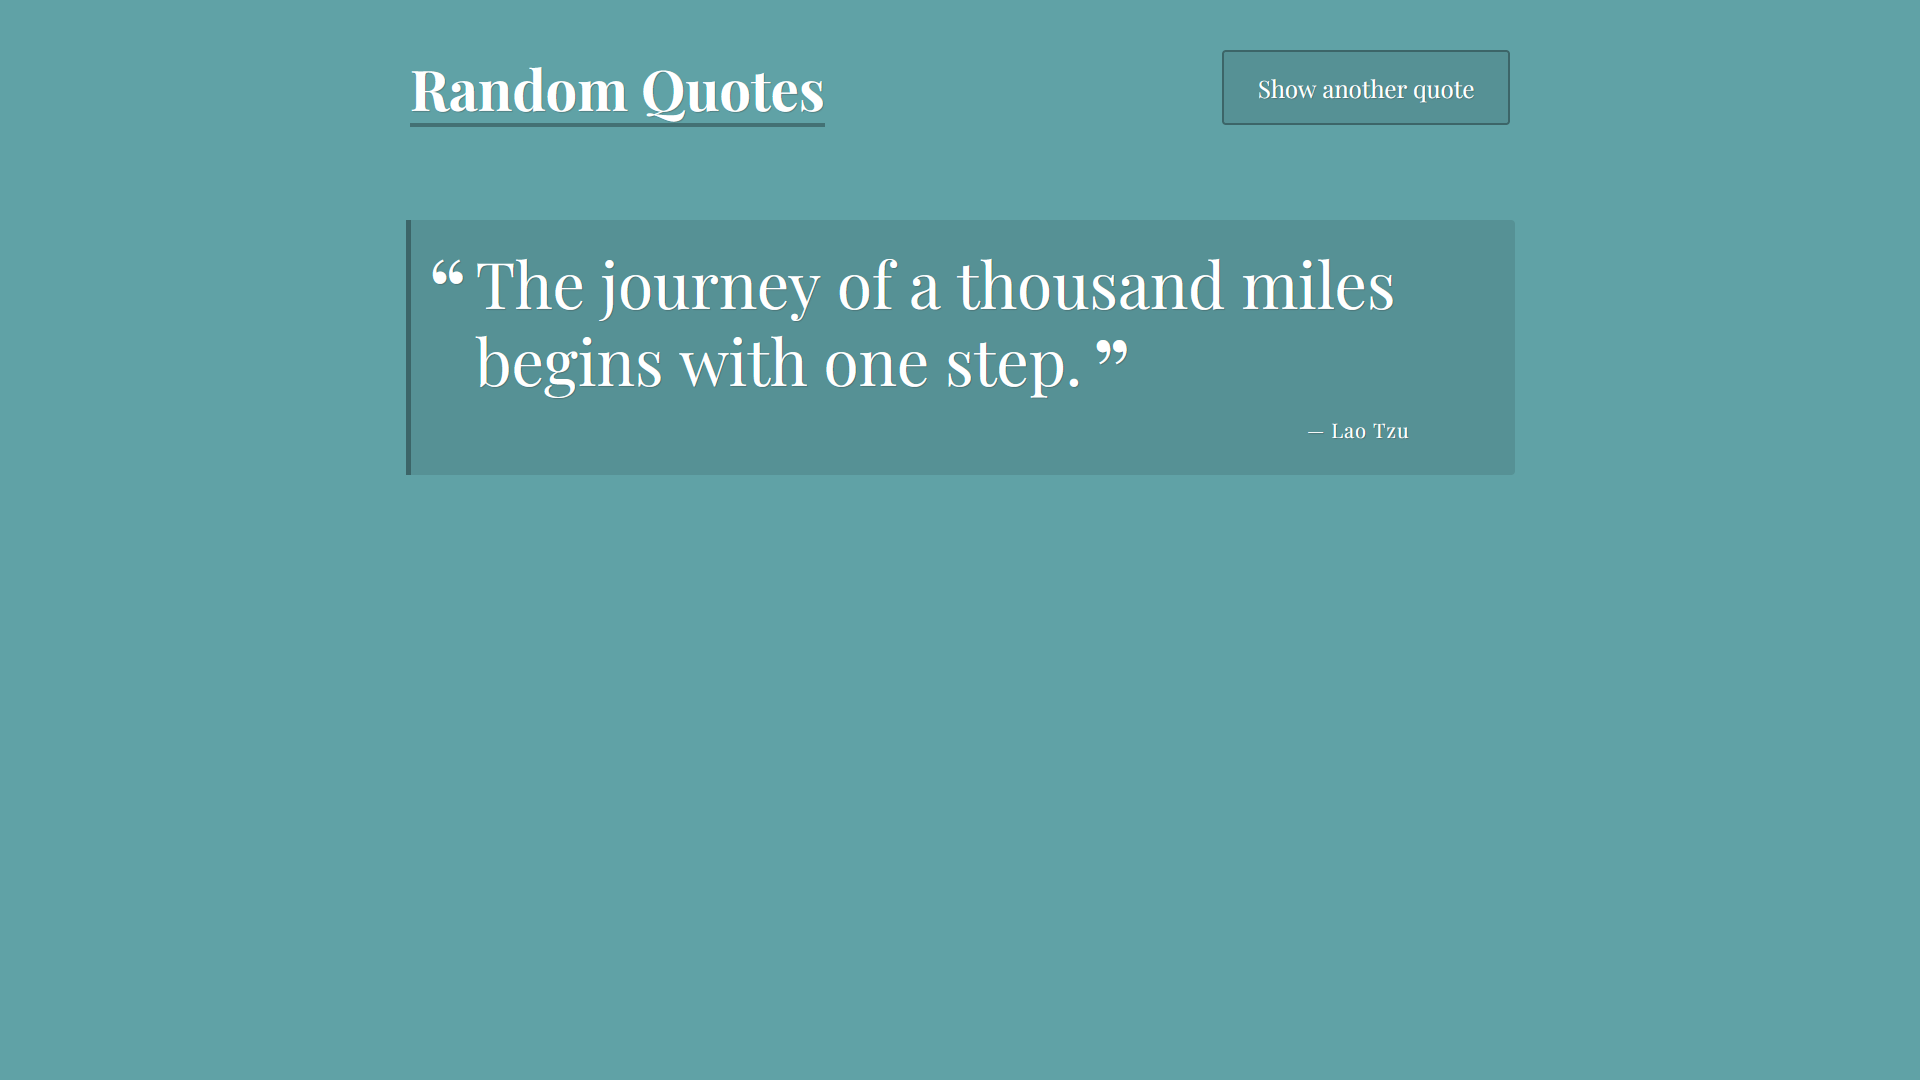 Random Quotes
Show another quote
“The journey of a thousand miles
begins with one step.”
— Lao Tzu